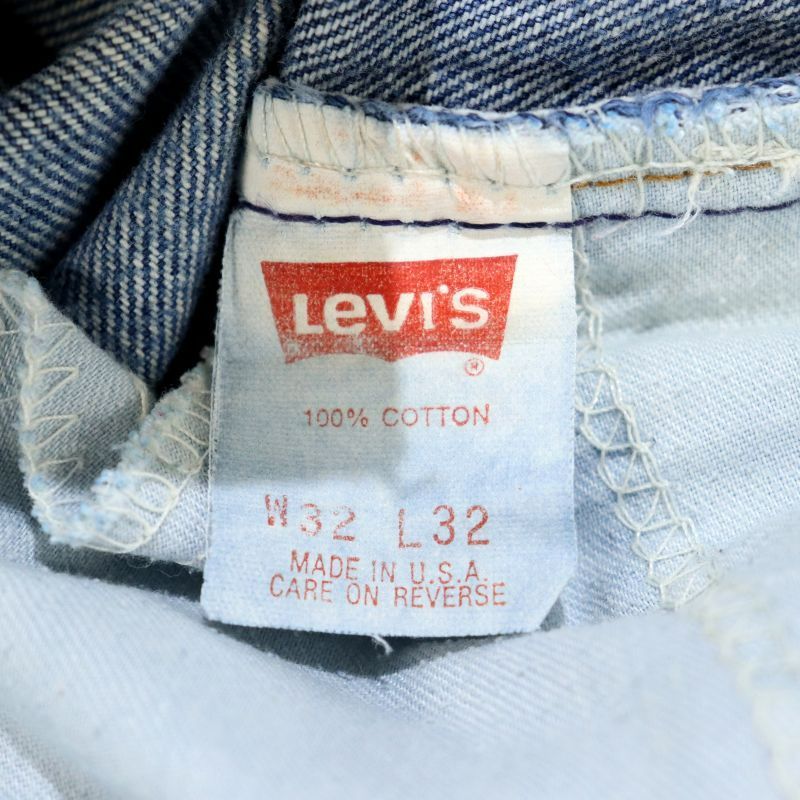 Levi's
®
100% COTTON
W32 L32
MADE IN U.S.A.
CARE ON REVERSE